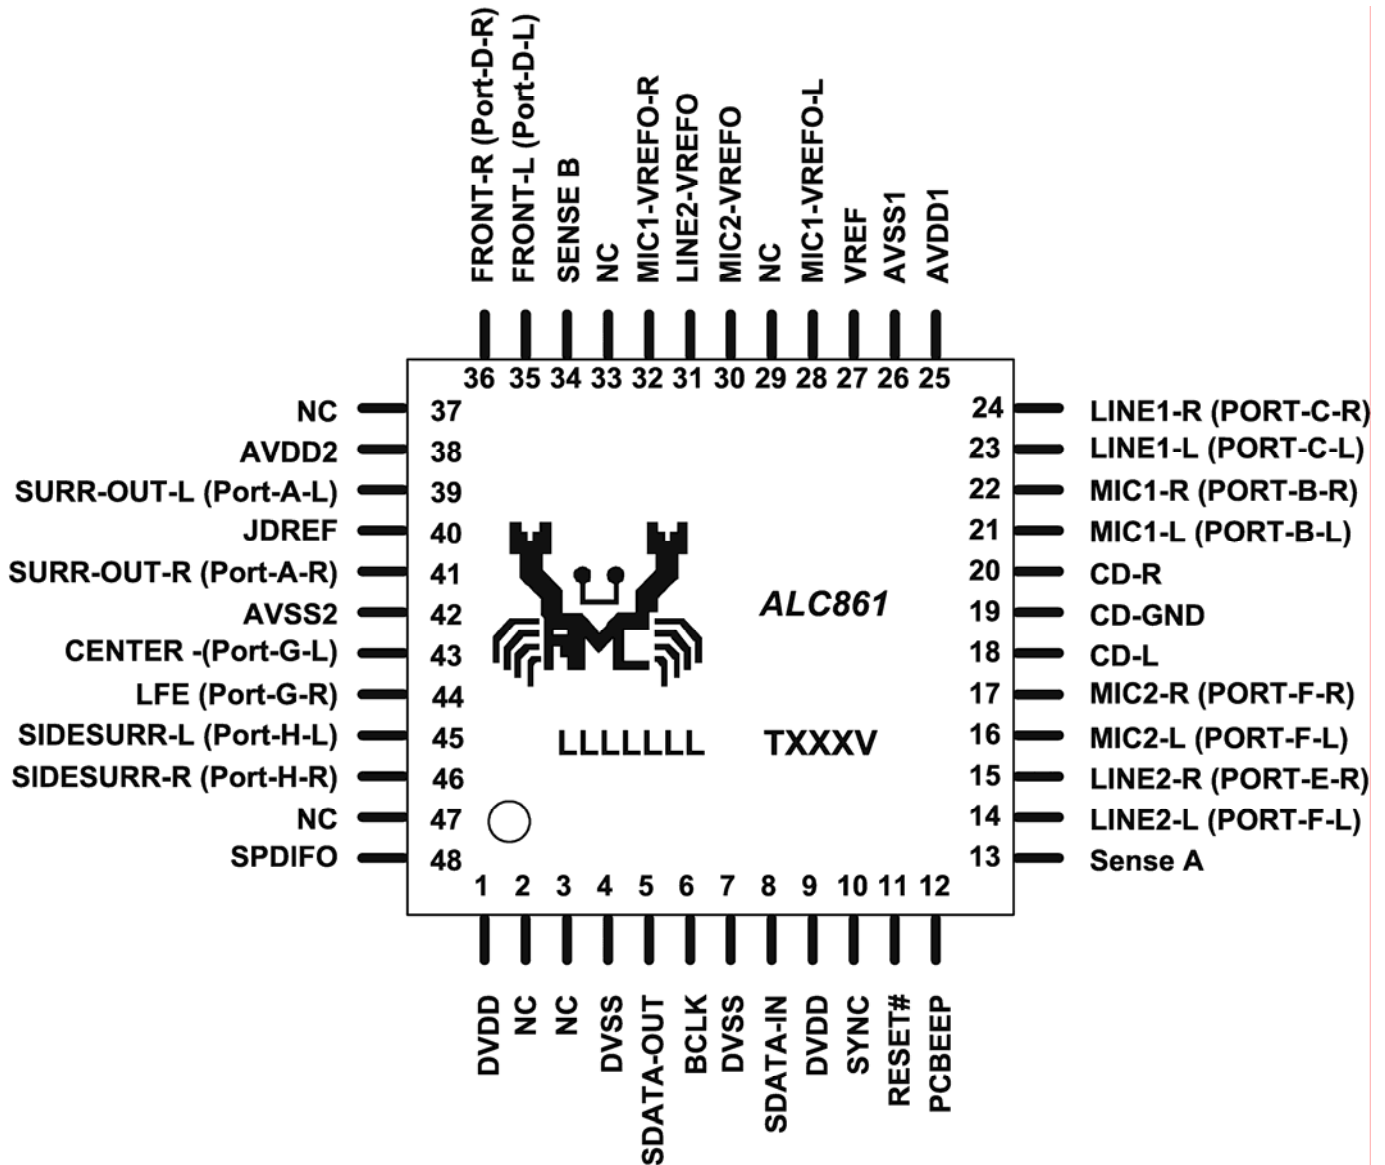 FRONT-R (Port-D-R)
FRONT-L (Port-D-L)
SENSE B
NC
MIC1-VREFO-R
LINE2-VREFO
MIC2-VREFO
NC
MIC1-VREFO-L
VREF
AVSS1
AVDD1
36 35 34 33 32 31 30 29 28 27 26 25
NC 37
AVDD2 38
SURR-OUT-L (Port-A-L) 39
JDREF 40
SURR-OUT-R (Port-A-R) 41
AVSS2 42
CENTER -(Port-G-L) 43
LFE (Port-G-R) 44
SIDESURR-L (Port-H-L) 45
SIDESURR-R (Port-H-R) 46
NC 47
SPDIFO 48
ALC861
LLLLLLL TXXXV
24 LINE1-R (PORT-C-R)
23 LINE1-L (PORT-C-L)
22 MIC1-R (PORT-B-R)
21 MIC1-L (PORT-B-L)
20 CD-R
19 CD-GND
18 CD-L
17 MIC2-R (PORT-F-R)
16 MIC2-L (PORT-F-L)
15 LINE2-R (PORT-E-R)
14 LINE2-L (PORT-F-L)
13 Sense A
1 2 3 4 5 6 7 8 9 10 11 12
DVDD
NC
NC
DVSS
SDATA-OUT
BCLK
DVSS
SDATA-IN
DVDD
SYNC
RESET#
PCBEEP